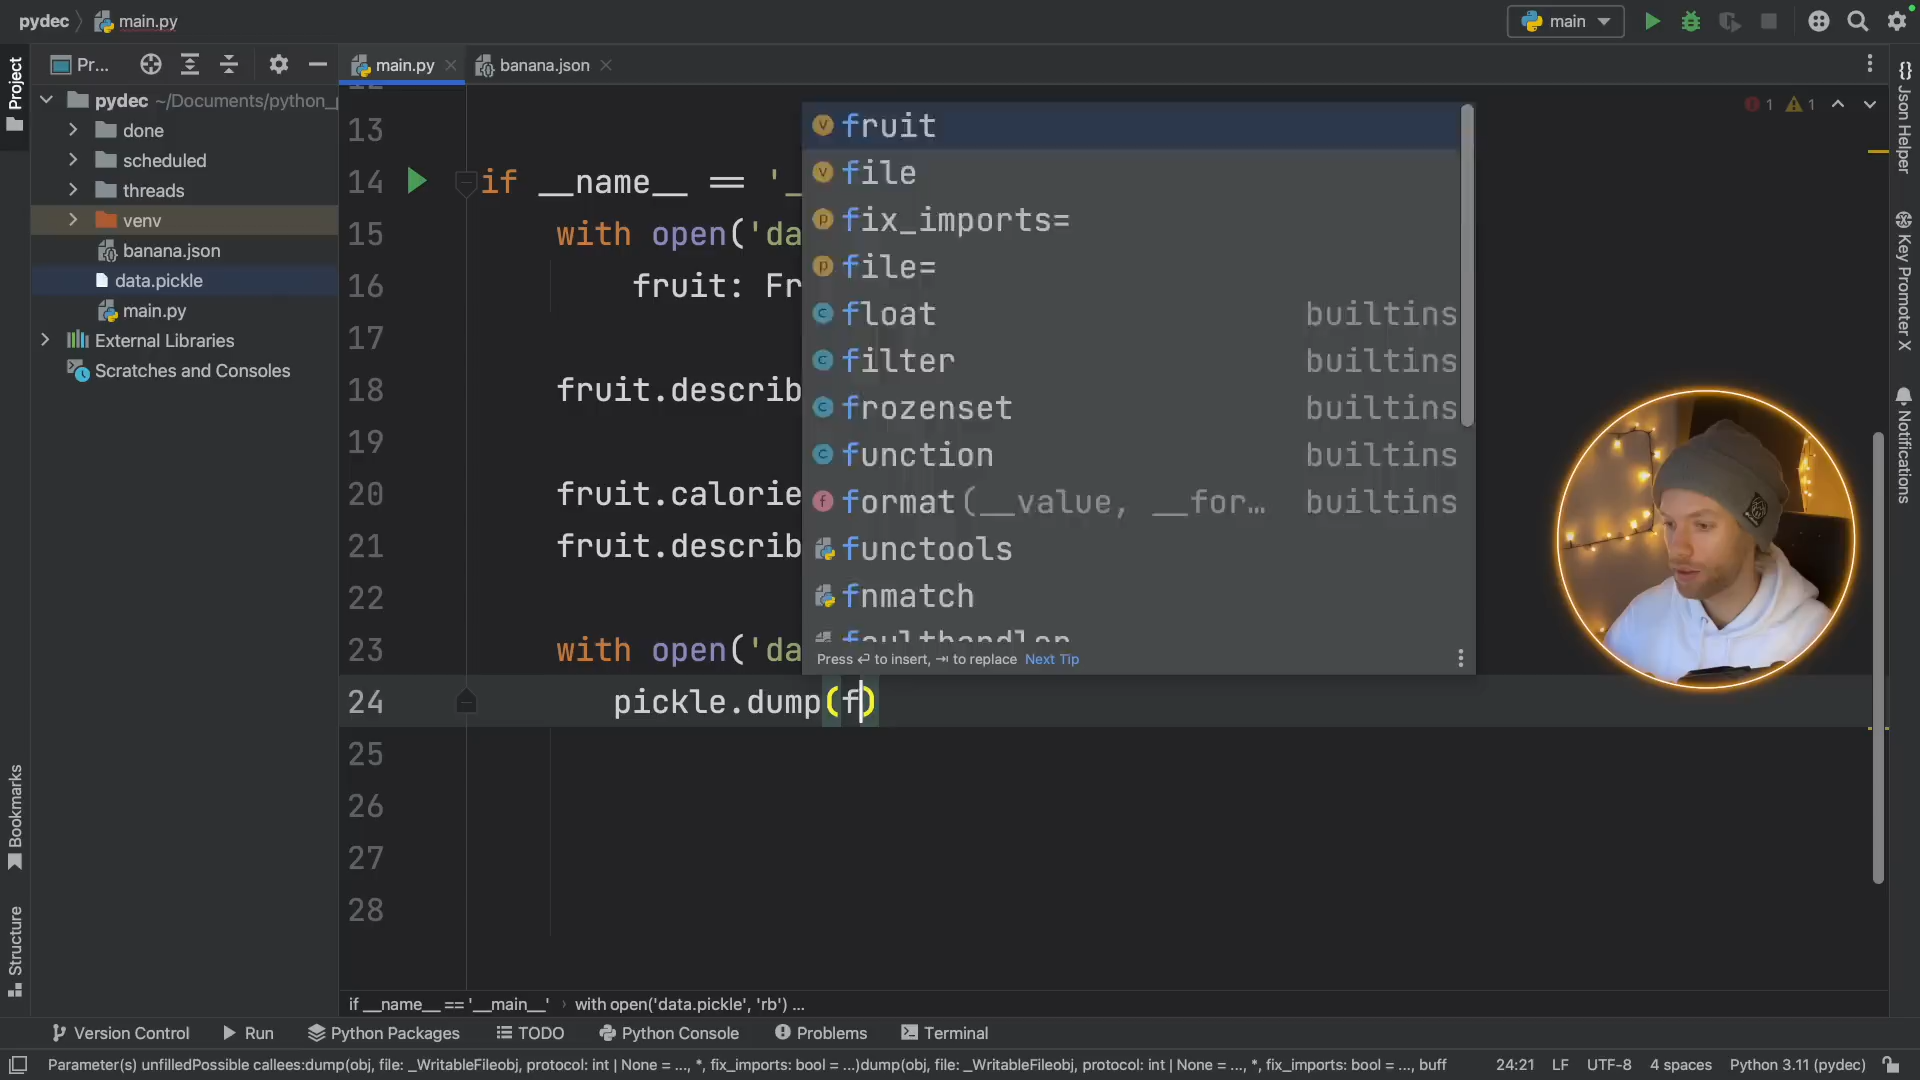 pydec
main.py
main
Pr...
main.py
banana.json
Project
pydec ~/Documents/python_
done
scheduled
threads
venv
banana.json
data.pickle
main.py
External Libraries
Scratches and Consoles
Bookmarks
Structure
13
14 if __name__ == '_
15 with open('da
16 fruit: Fr
17
18 fruit.describ
19
20 fruit.calorie
21 fruit.describ
22
23 with open('da
24 pickle.dump(f)
25
26
27
28
fruit
file
fix_imports=
file=
float builtins
filter builtins
frozenset builtins
function builtins
format(__value, __for... builtins
functools
fnmatch
faulthandler
Press ↵ to insert, ⇥ to replace Next Tip
1 1
Json Helper
Key Promoter X
Notifications
if __name__ == '__main__' › with open('data.pickle', 'rb') ...
Version Control Run Python Packages TODO Python Console Problems Terminal
Parameter(s) unfilledPossible callees:dump(obj, file: _WritableFileobj, protocol: int | None = ..., *, fix_imports: bool = ...)dump(obj, file: _WritableFileobj, protocol: int | None = ..., *, fix_imports: bool = ..., buff 24:21 LF UTF-8 4 spaces Python 3.11 (pydec)